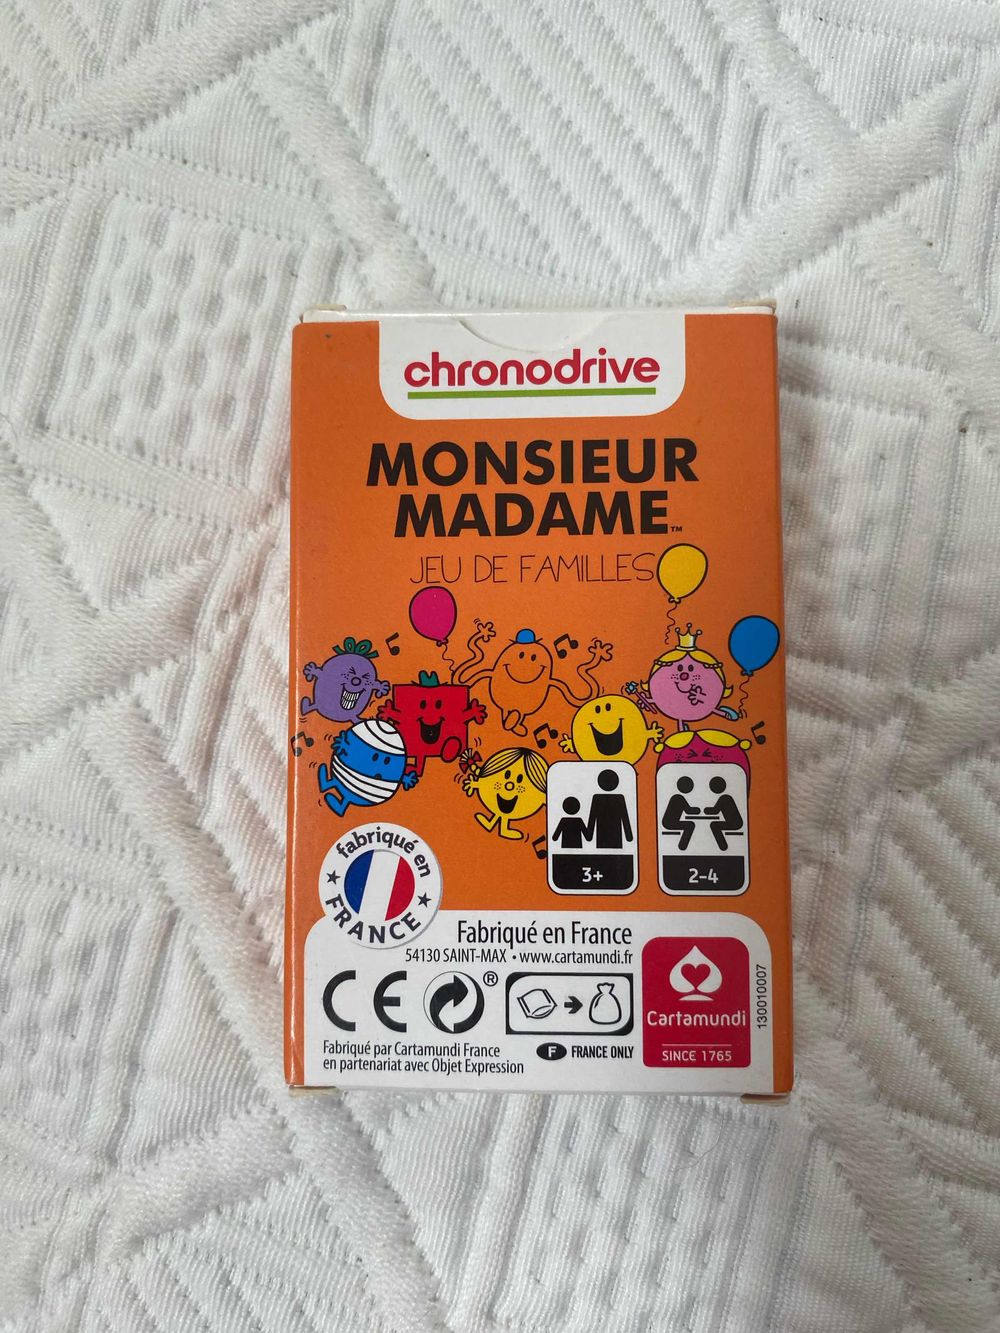 chronodrive
MONSIEUR
MADAME™
JEU DE FAMILLES
fabriqué en
FRANCE
3+
2-4
Fabriqué en France
54130 SAINT-MAX • www.cartamundi.fr
CE
®
F FRANCE ONLY
Fabriqué par Cartamundi France
en partenariat avec Objet Expression
Cartamundi
SINCE 1765
130010007